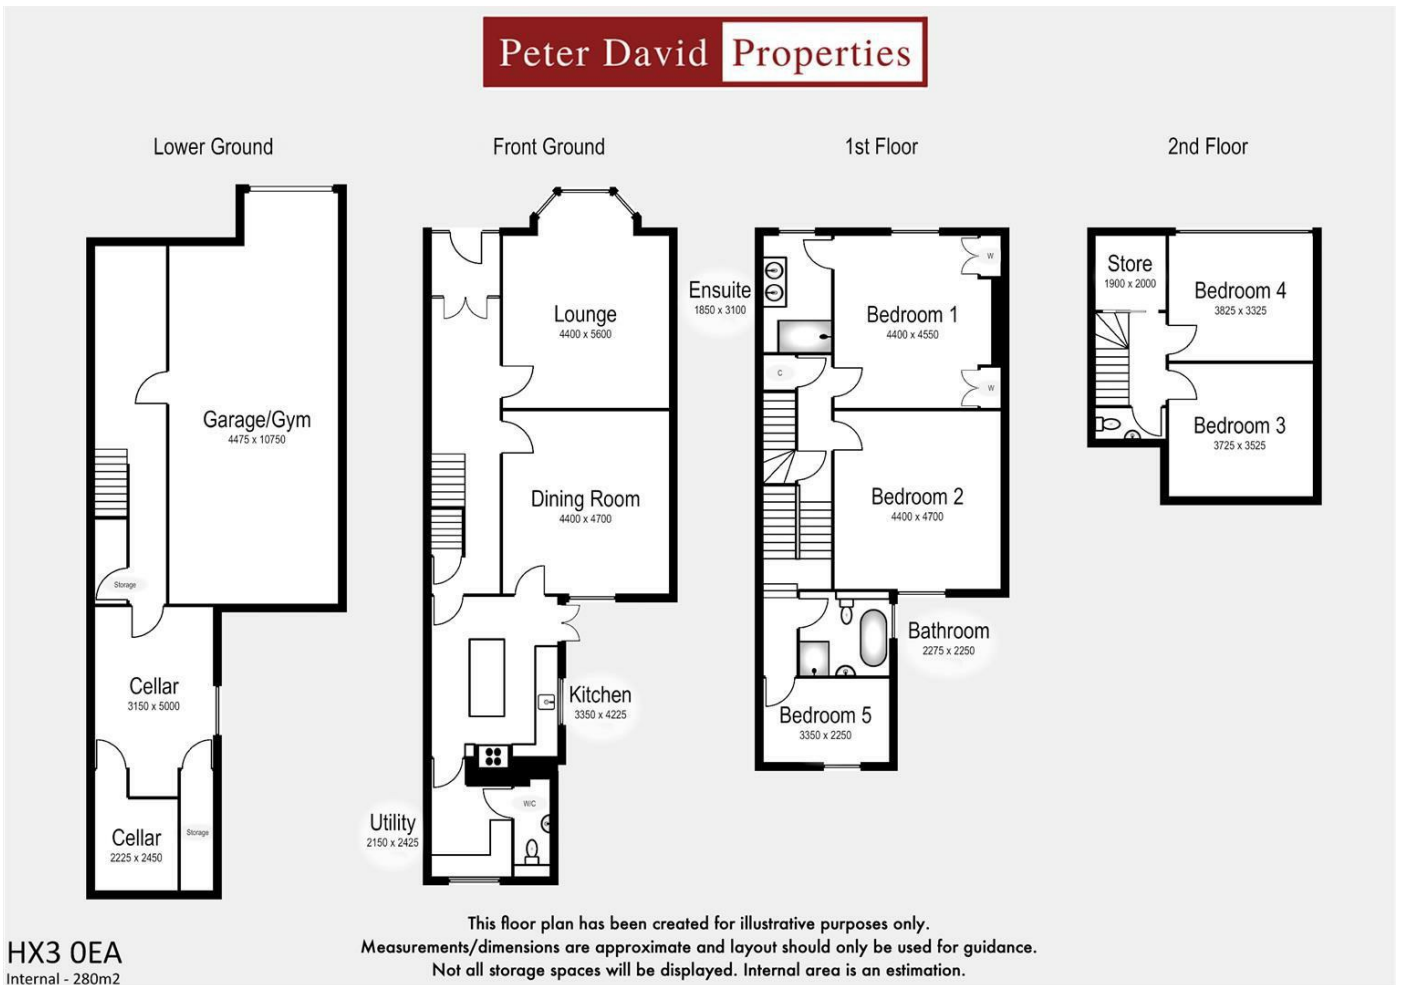 Peter David Properties
Lower Ground
Front Ground
1st Floor
2nd Floor
Garage/Gym
4475 x 10750
Storage
Cellar
3150 x 5000
Cellar
2225 x 2450
Storage
Lounge
4400 x 5600
Dining Room
4400 x 4700
Kitchen
3350 x 4225
Utility
2150 x 2425
W/C
Ensuite
1850 x 3100
Bedroom 1
4400 x 4550
W
W
C
Bedroom 2
4400 x 4700
Bathroom
2275 x 2250
Bedroom 5
3350 x 2250
Store
1900 x 2000
Bedroom 4
3825 x 3325
Bedroom 3
3725 x 3525
This floor plan has been created for illustrative purposes only.
Measurements/dimensions are approximate and layout should only be used for guidance.
Not all storage spaces will be displayed. Internal area is an estimation.
HX3 0EA
Internal - 280m2